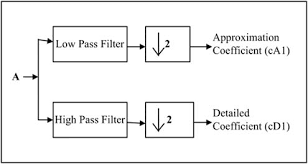 Low Pass Filter
2
Approximation
Coefficient (cA1)
A
High Pass Filter
2
Detailed
Coefficient (cD1)